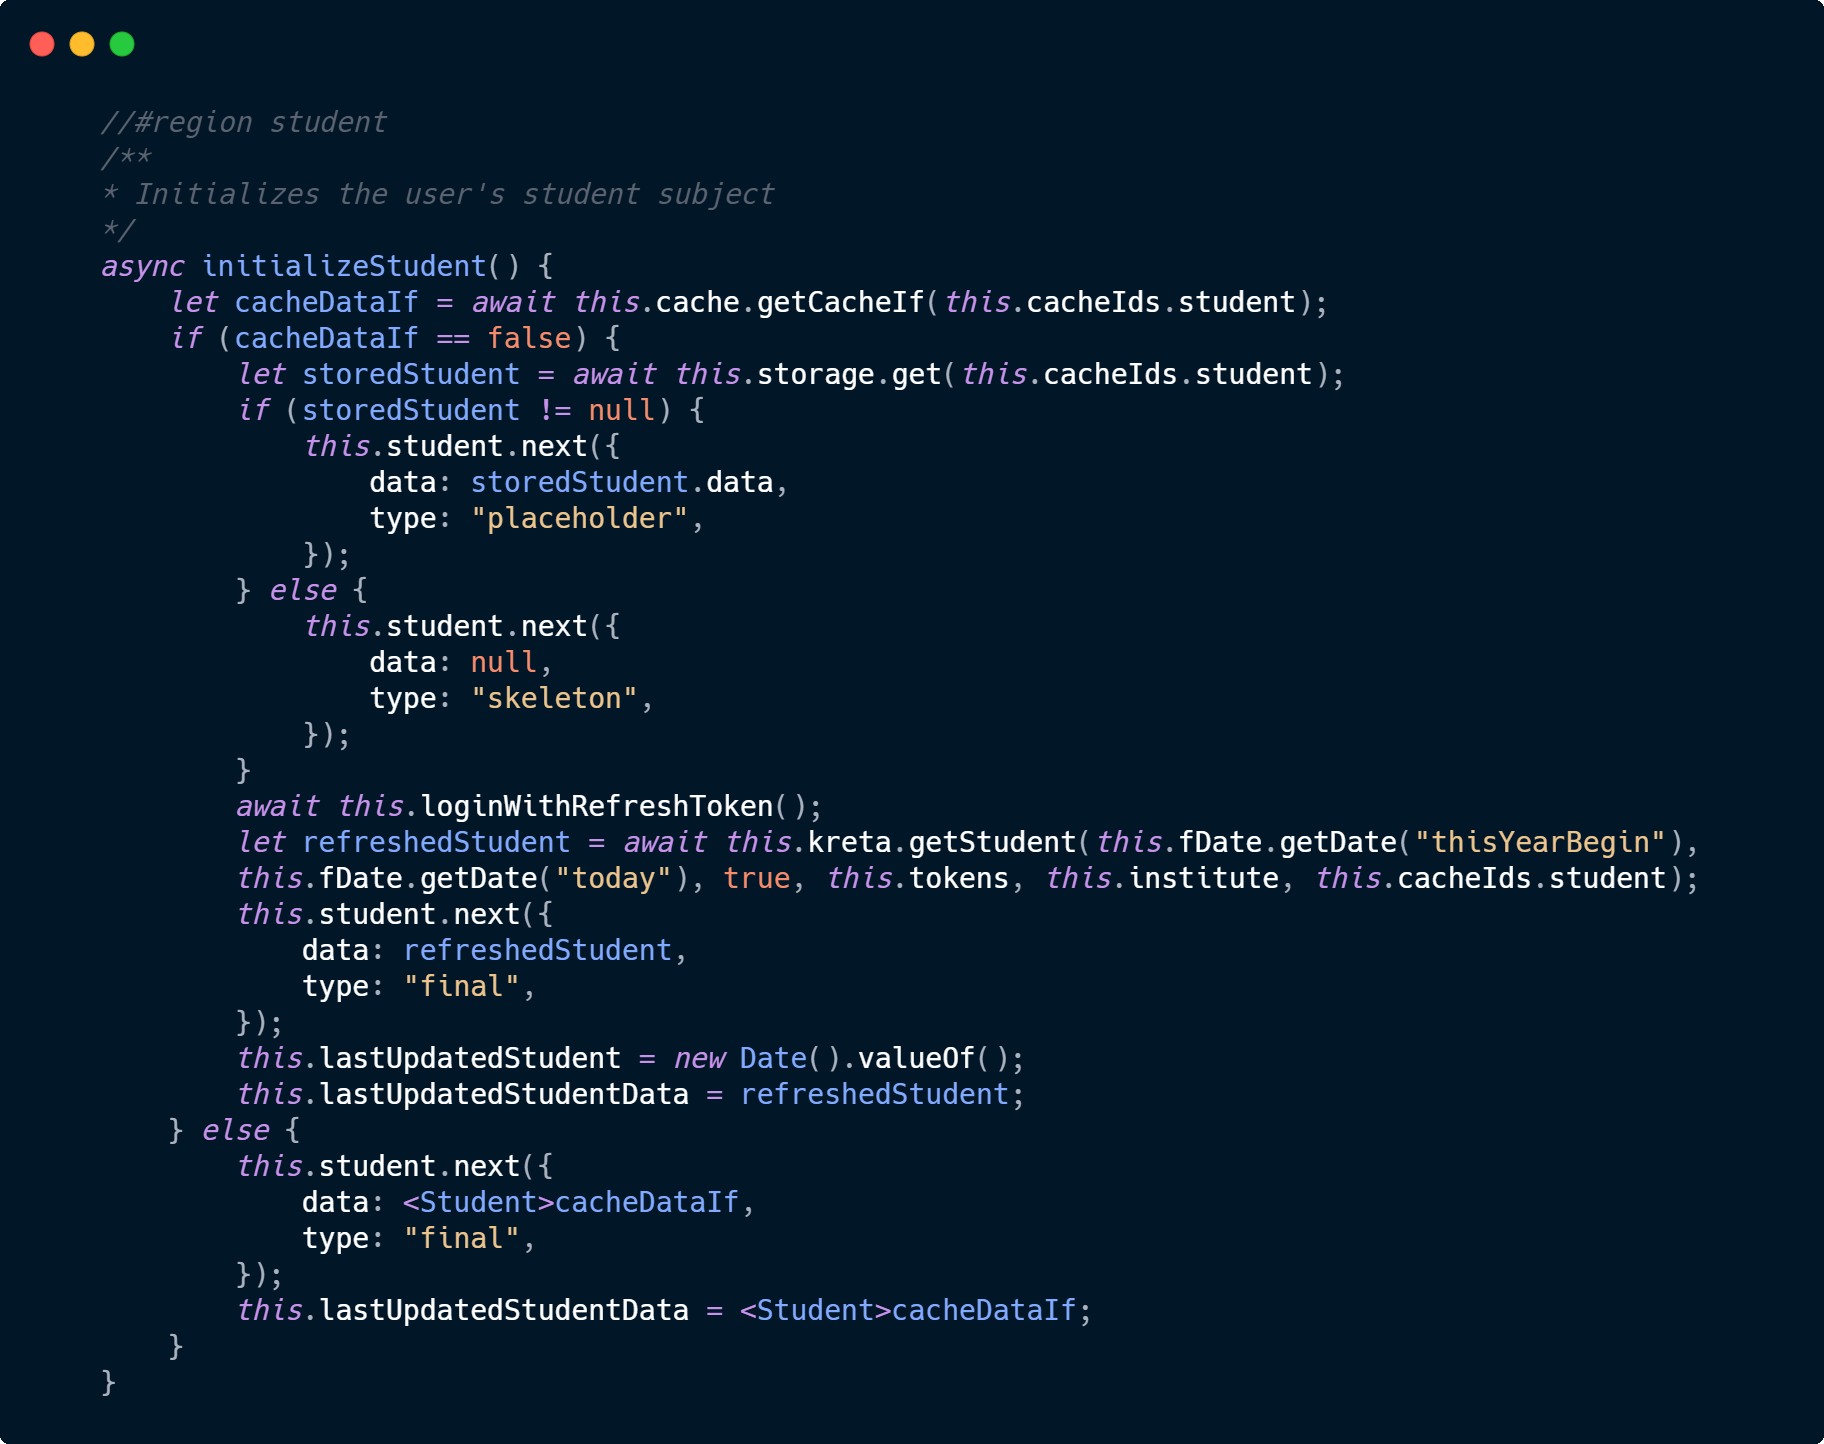 //#region student
/**
* Initializes the user's student subject
*/
async initializeStudent() {
    let cacheDataIf = await this.cache.getCacheIf(this.cacheIds.student);
    if (cacheDataIf == false) {
        let storedStudent = await this.storage.get(this.cacheIds.student);
        if (storedStudent != null) {
            this.student.next({
                data: storedStudent.data,
                type: "placeholder",
            });
        } else {
            this.student.next({
                data: null,
                type: "skeleton",
            });
        }
        await this.loginWithRefreshToken();
        let refreshedStudent = await this.kreta.getStudent(this.fDate.getDate("thisYearBegin"),
        this.fDate.getDate("today"), true, this.tokens, this.institute, this.cacheIds.student);
        this.student.next({
            data: refreshedStudent,
            type: "final",
        });
        this.lastUpdatedStudent = new Date().valueOf();
        this.lastUpdatedStudentData = refreshedStudent;
    } else {
        this.student.next({
            data: <Student>cacheDataIf,
            type: "final",
        });
        this.lastUpdatedStudentData = <Student>cacheDataIf;
    }
}